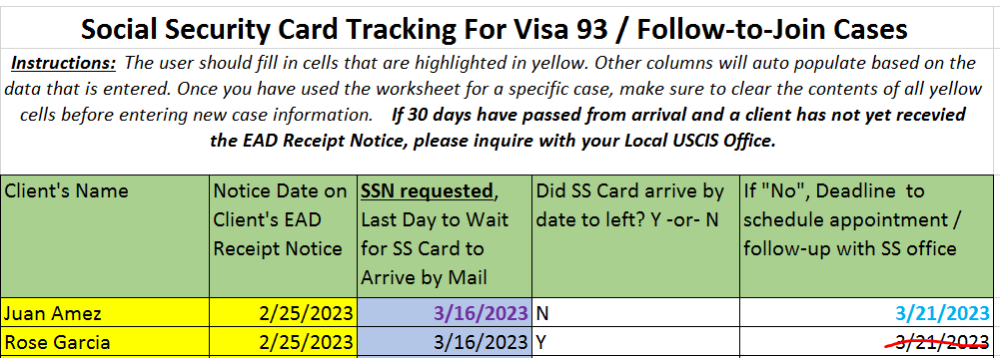 Social Security Card Tracking For Visa 93 / Follow-to-Join Cases
Instructions: The user should fill in cells that are highlighted in yellow. Other columns will auto populate based on the
data that is entered. Once you have used the worksheet for a specific case, make sure to clear the contents of all yellow
cells before entering new case information. If 30 days have passed from arrival and a client has not yet recevied
the EAD Receipt Notice, please inquire with your Local USCIS Office.
Client's Name
Notice Date on
Client's EAD
Receipt Notice
SSN requested,
Last Day to Wait
for SS Card to
Arrive by Mail
Did SS Card arrive by
date to left? Y -or- N
If "No", Deadline to
schedule appointment /
follow-up with SS office
Juan Amez 2/25/2023 3/16/2023 N 3/21/2023
Rose Garcia 2/25/2023 3/16/2023 Y 3/21/2023